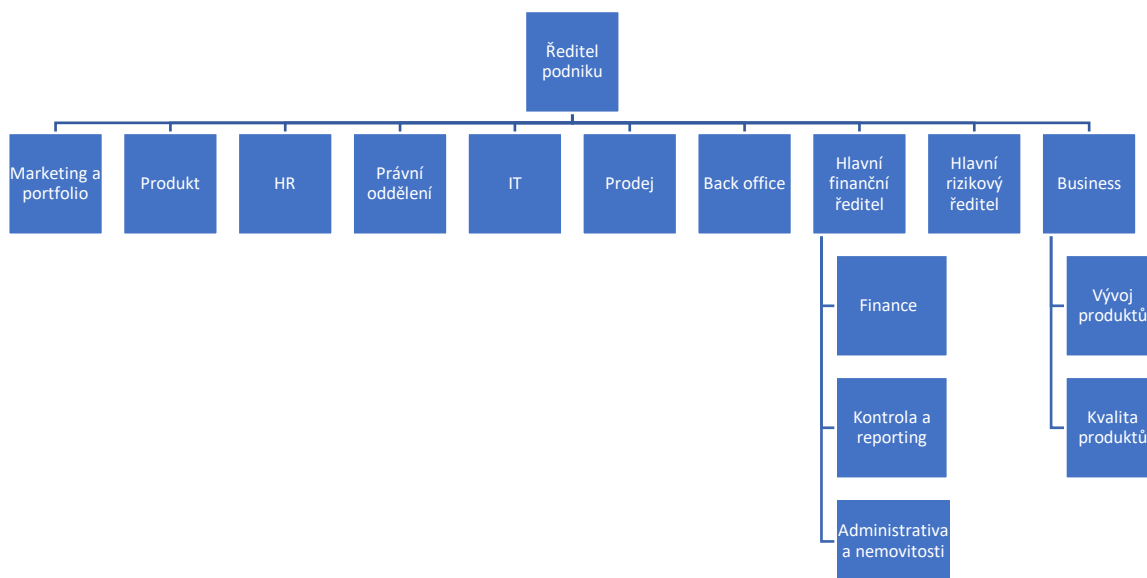 Ředitel
podniku
Marketing a
portfolio
Produkt
HR
Právní
oddělení
IT
Prodej
Back office
Hlavní
finanční
ředitel
Hlavní
rizikový
ředitel
Business
Finance
Kontrola a
reporting
Administrativa
a nemovitosti
Vývoj
produktů
Kvalita
produktů